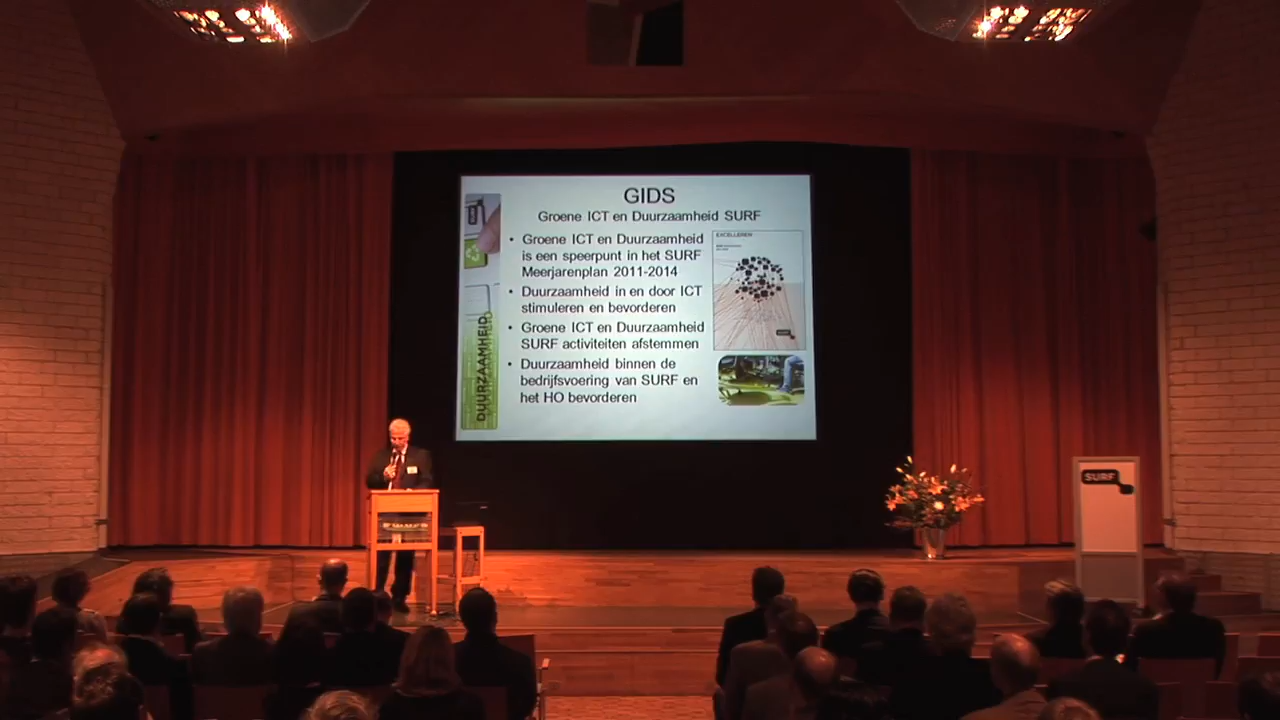 GIDS
Groene ICT en Duurzaamheid SURF
• Groene ICT en Duurzaamheid
is een speerpunt in het SURF
Meerjarenplan 2011-2014
• Duurzaamheid in en door ICT
stimuleren en bevorderen
• Groene ICT en Duurzaamheid
SURF activiteiten afstemmen
• Duurzaamheid binnen de
bedrijfsvoering van SURF en
het HO bevorderen
DUURZAAMHEID
EXCELLEREN
SURF